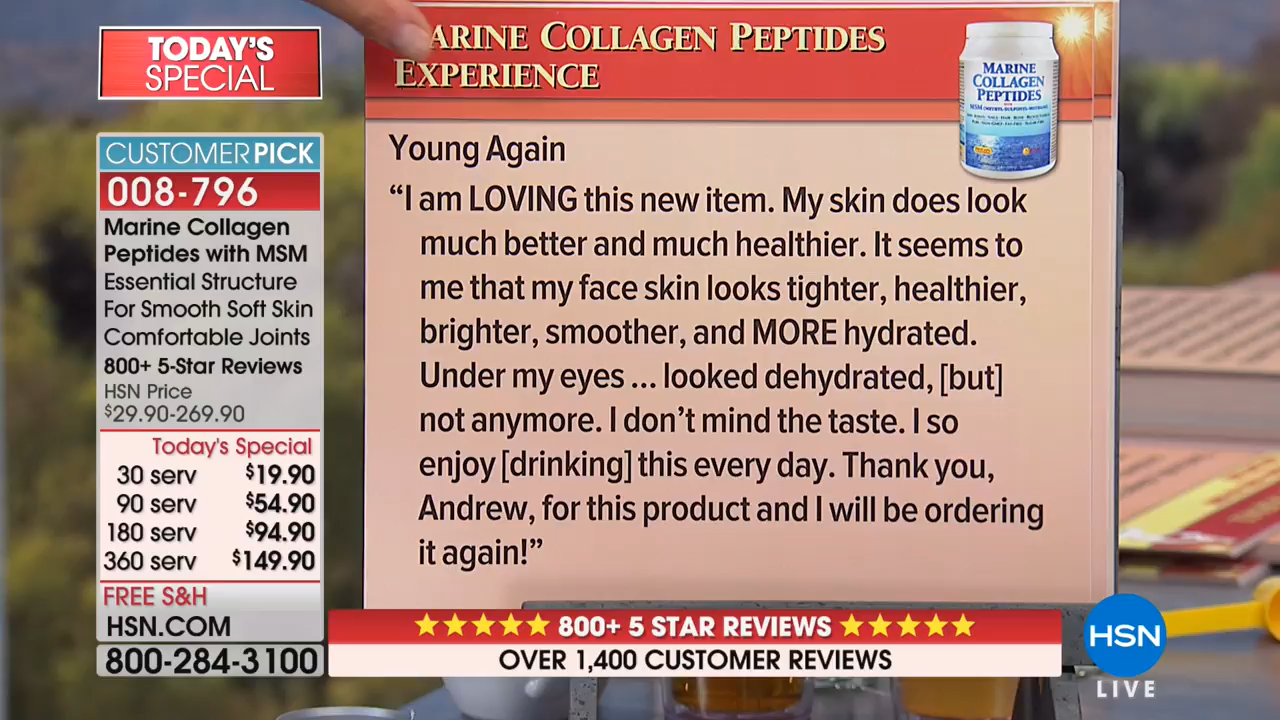 TODAY'S
SPECIAL
CUSTOMER PICK
008-796
Marine Collagen
Peptides with MSM
Essential Structure
For Smooth Soft Skin
Comfortable Joints
800+ 5-Star Reviews
HSN Price
$29.90-269.90
Today's Special
30 serv $19.90
90 serv $54.90
180 serv $94.90
360 serv $149.90
FREE S&H
HSN.COM
800-284-3100
ARINE COLLAGEN PEPTIDES
EXPERIENCE
MARINE
COLLAGEN
PEPTIDES
Young Again
“I am LOVING this new item. My skin does look
much better and much healthier. It seems to
me that my face skin looks tighter, healthier,
brighter, smoother, and MORE hydrated.
Under my eyes ... looked dehydrated, [but]
not anymore. I don’t mind the taste. I so
enjoy [drinking] this every day. Thank you,
Andrew, for this product and I will be ordering
it again!”
800+ 5 STAR REVIEWS
OVER 1,400 CUSTOMER REVIEWS
HSN
LIVE